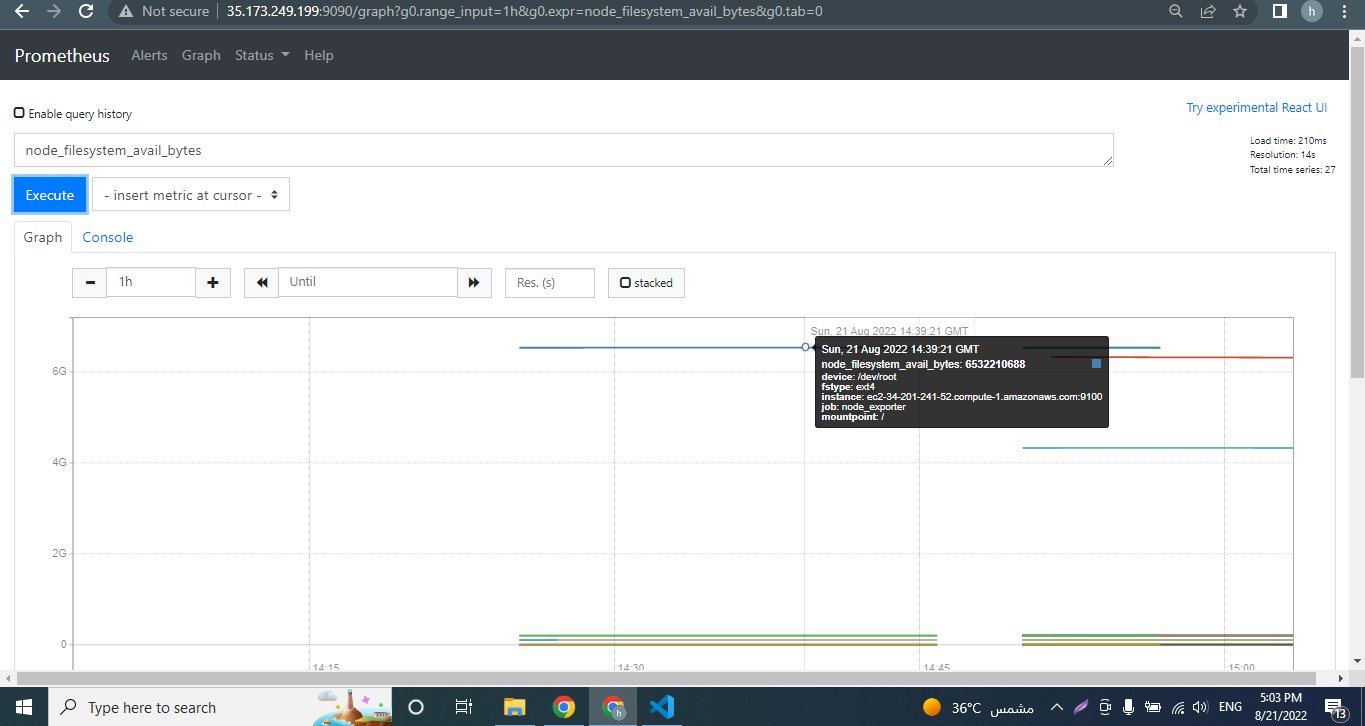 Not secure
35.173.249.199:9090/graph?g0.range_input=1h&g0.expr=node_filesystem_avail_bytes&g0.tab=0
h
Prometheus
Alerts
Graph
Status
Help
Enable query history
Try experimental React UI
node_filesystem_avail_bytes
Load time: 210ms
Resolution: 14s
Total time series: 27
Execute
- insert metric at cursor -
Graph
Console
1h
Until
Res. (s)
stacked
Sun, 21 Aug 2022 14:39:21 GMT
Sun, 21 Aug 2022 14:39:21 GMT
node_filesystem_avail_bytes: 6532210688
device: /dev/root
fstype: ext4
instance: ec2-34-201-241-52.compute-1.amazonaws.com:9100
job: node_exporter
mountpoint: /
6G
4G
2G
0
14:15
14:30
14:45
15:00
Type here to search
h
36°C
مشمس
ENG
5:03 PM
8/21/2022
13